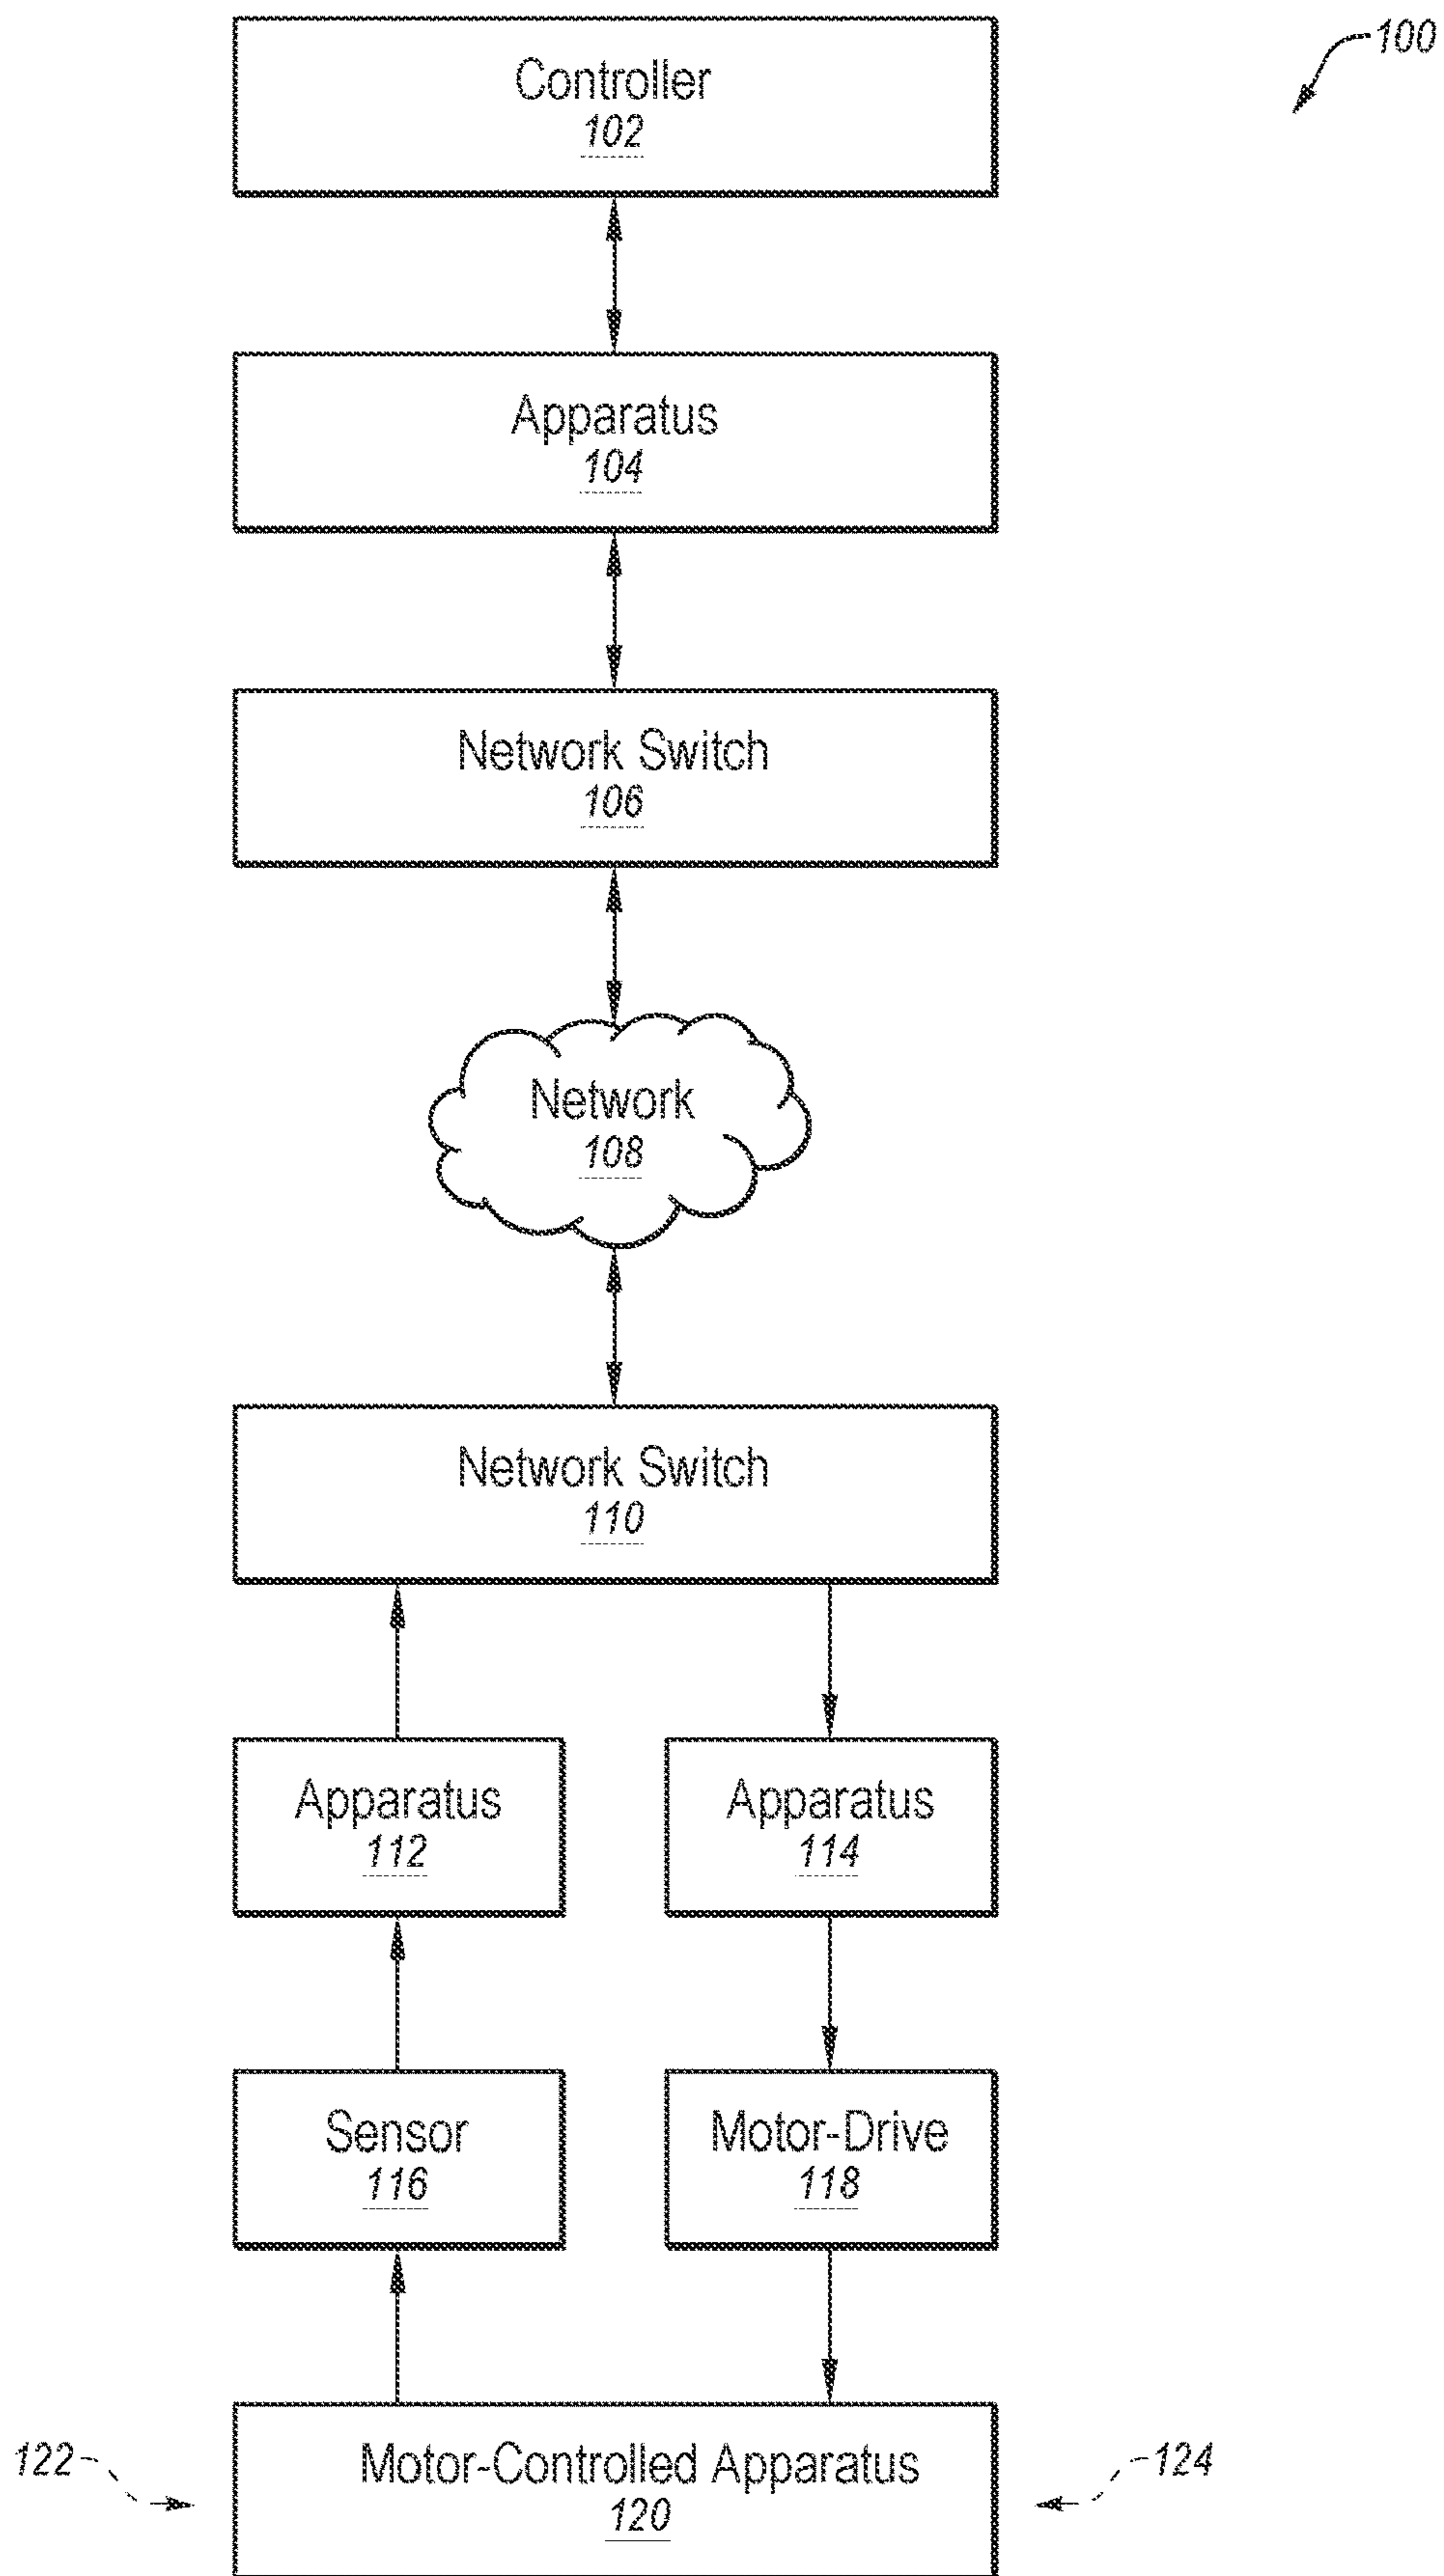 100
Controller
102
Apparatus
104
Network Switch
106
Network
108
Network Switch
110
Apparatus
112
Apparatus
114
Sensor
116
Motor-Drive
118
122
Motor-Controlled Apparatus
120
124